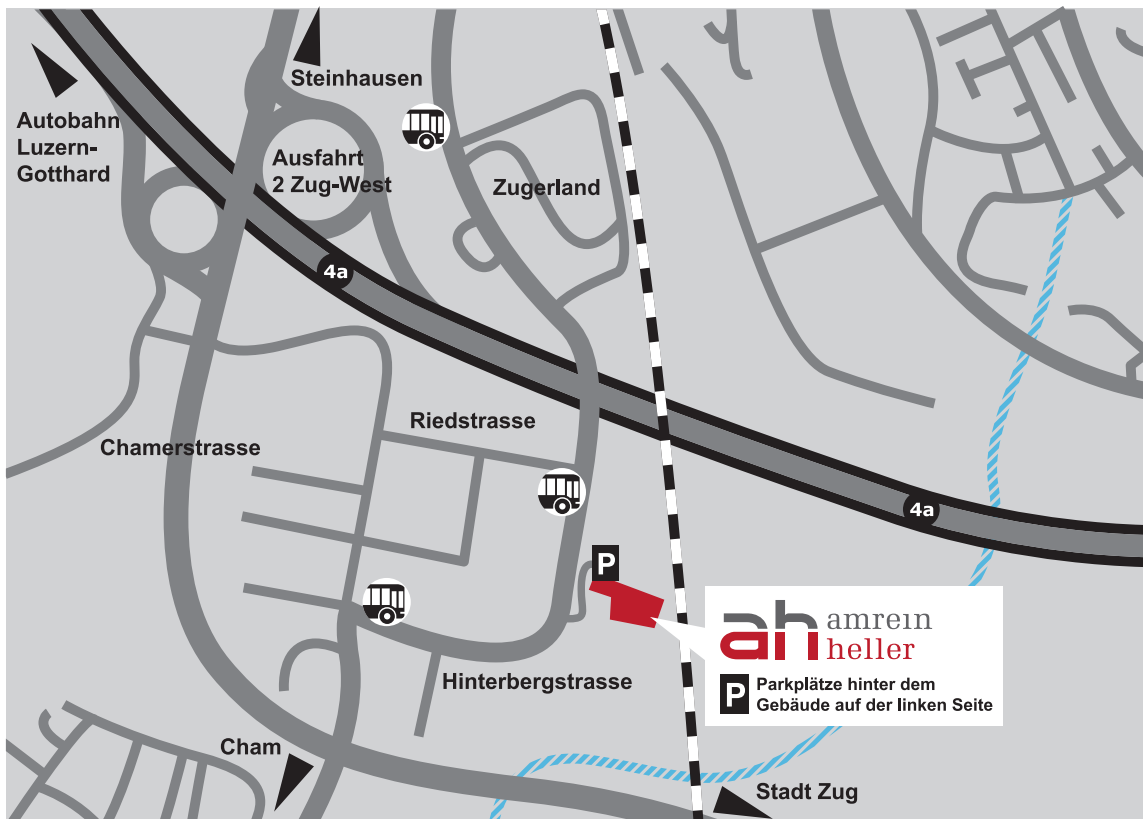 Steinhausen
Autobahn
Luzern-
Gotthard
Ausfahrt
2 Zug-West
Zugerland
4a
Riedstrasse
Chamerstrasse
4a
P
ah amrein
heller
P Parkplätze hinter dem
Gebäude auf der linken Seite
Hinterbergstrasse
Cham
Stadt Zug